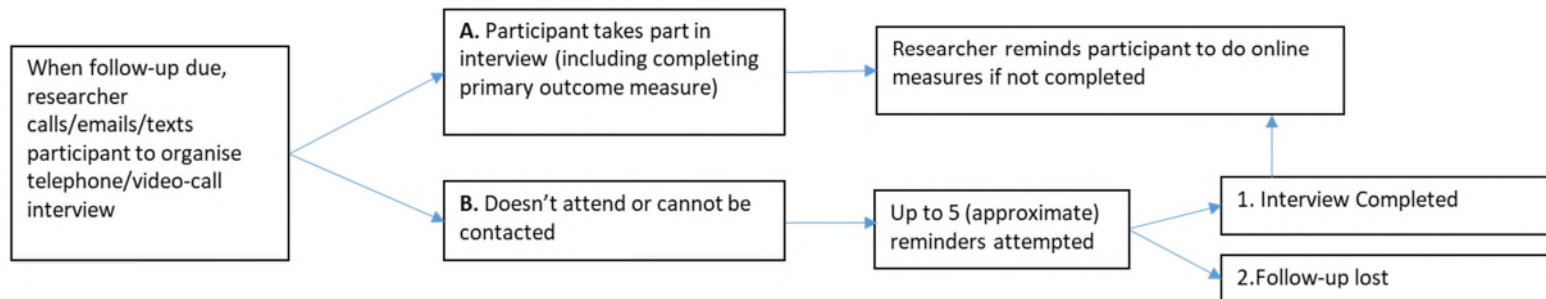 When follow-up due,
researcher
calls/emails/texts
participant to organise
telephone/video-call
interview
A. Participant takes part in
interview (including completing
primary outcome measure)
Researcher reminds participant to do online
measures if not completed
B. Doesn’t attend or cannot be
contacted
Up to 5 (approximate)
reminders attempted
1. Interview Completed
2.Follow-up lost